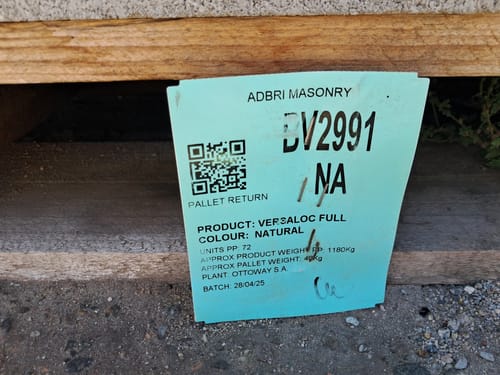 ADBRI MASONRY
BV2991
NA
PALLET RETURN
PRODUCT: VERSALOC FULL
COLOUR: NATURAL
UNITS PP: 72
APPROX PRODUCT WEIGHT PP: 1180Kg
APPROX PALLET WEIGHT: 40Kg
PLANT: OTTOWAY S.A.
BATCH: 28/04/25